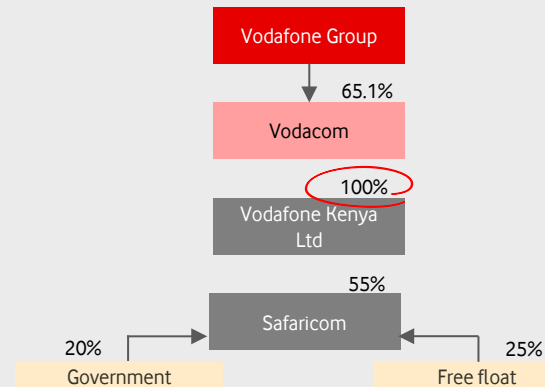 Vodafone Group
65.1%
Vodacom
100%
Vodafone Kenya
Ltd
55%
Safaricom
20%
25%
Government
Free float